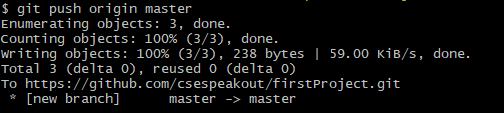 $ git push origin master
Enumerating objects: 3, done.
Counting objects: 100% (3/3), done.
Writing objects: 100% (3/3), 238 bytes | 59.00 KiB/s, done.
Total 3 (delta 0), reused 0 (delta 0)
To https://github.com/csespeakout/firstProject.git
 * [new branch]      master -> master